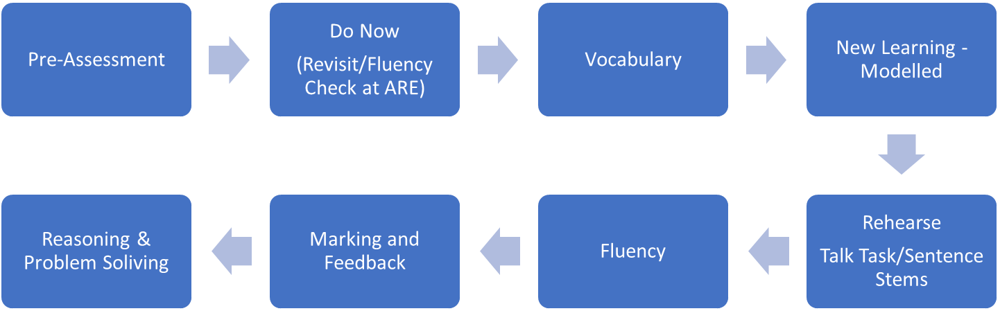 Pre-Assessment
Do Now
(Revisit/Fluency
Check at ARE)
Vocabulary
New Learning -
Modelled
Rehearse
Talk Task/Sentence
Stems
Fluency
Marking and
Feedback
Reasoning &
Problem Soliving